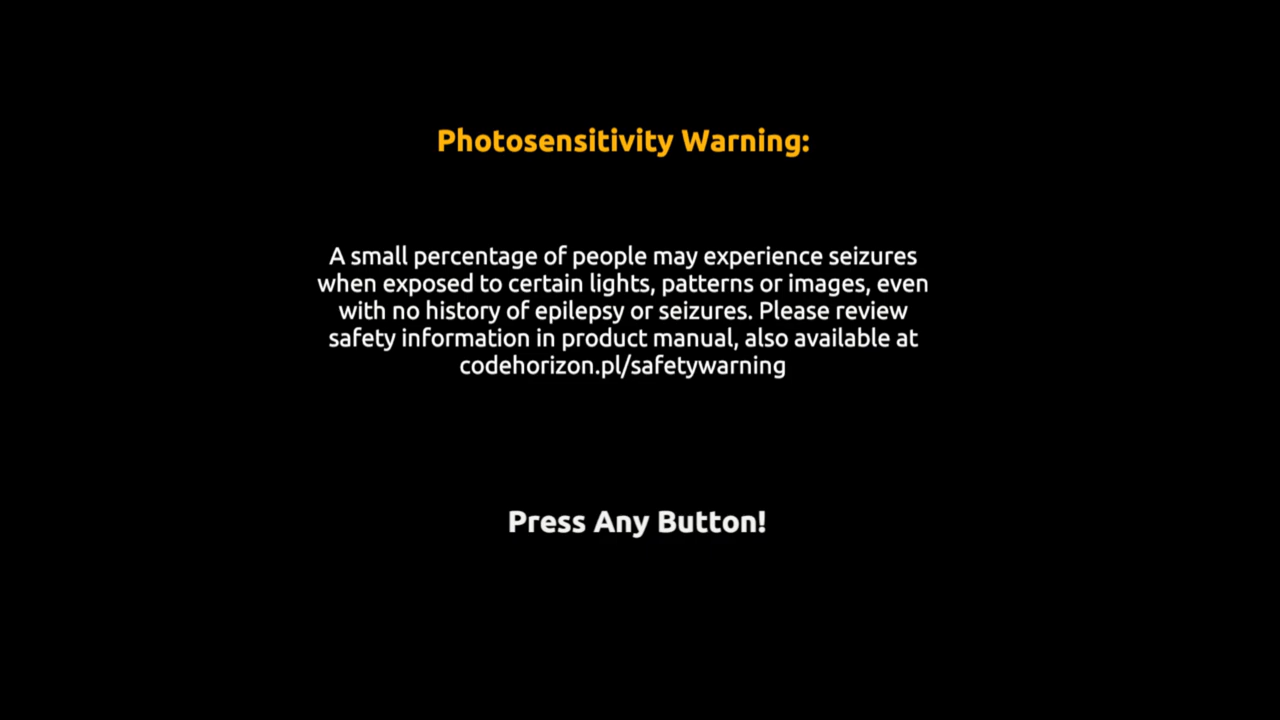 Photosensitivity Warning:
A small percentage of people may experience seizures
when exposed to certain lights, patterns or images, even
with no history of epilepsy or seizures. Please review
safety information in product manual, also available at
codehorizon.pl/safetywarning
Press Any Button!